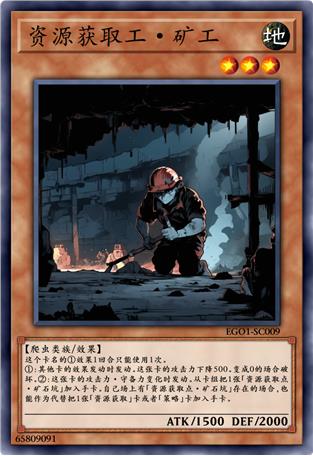 资源获取工·矿工
地
EGO1-SC009
【爬虫类族/效果】
这个卡名的①效果1回合只能使用1次。
①:其他卡的效果发动时发动。这张卡的攻击力下降500。变成0的场合破
坏。②:这张卡的攻击力・守备力变化时发动。从卡组把1张「资源获取点
・矿石坑」加入手卡。自己场上有「资源获取点・矿石坑」存在的场合,也
能作为代替把1张「资源获取」卡或者「策略」卡加入手卡。
ATK/1500 DEF/2000
65809091